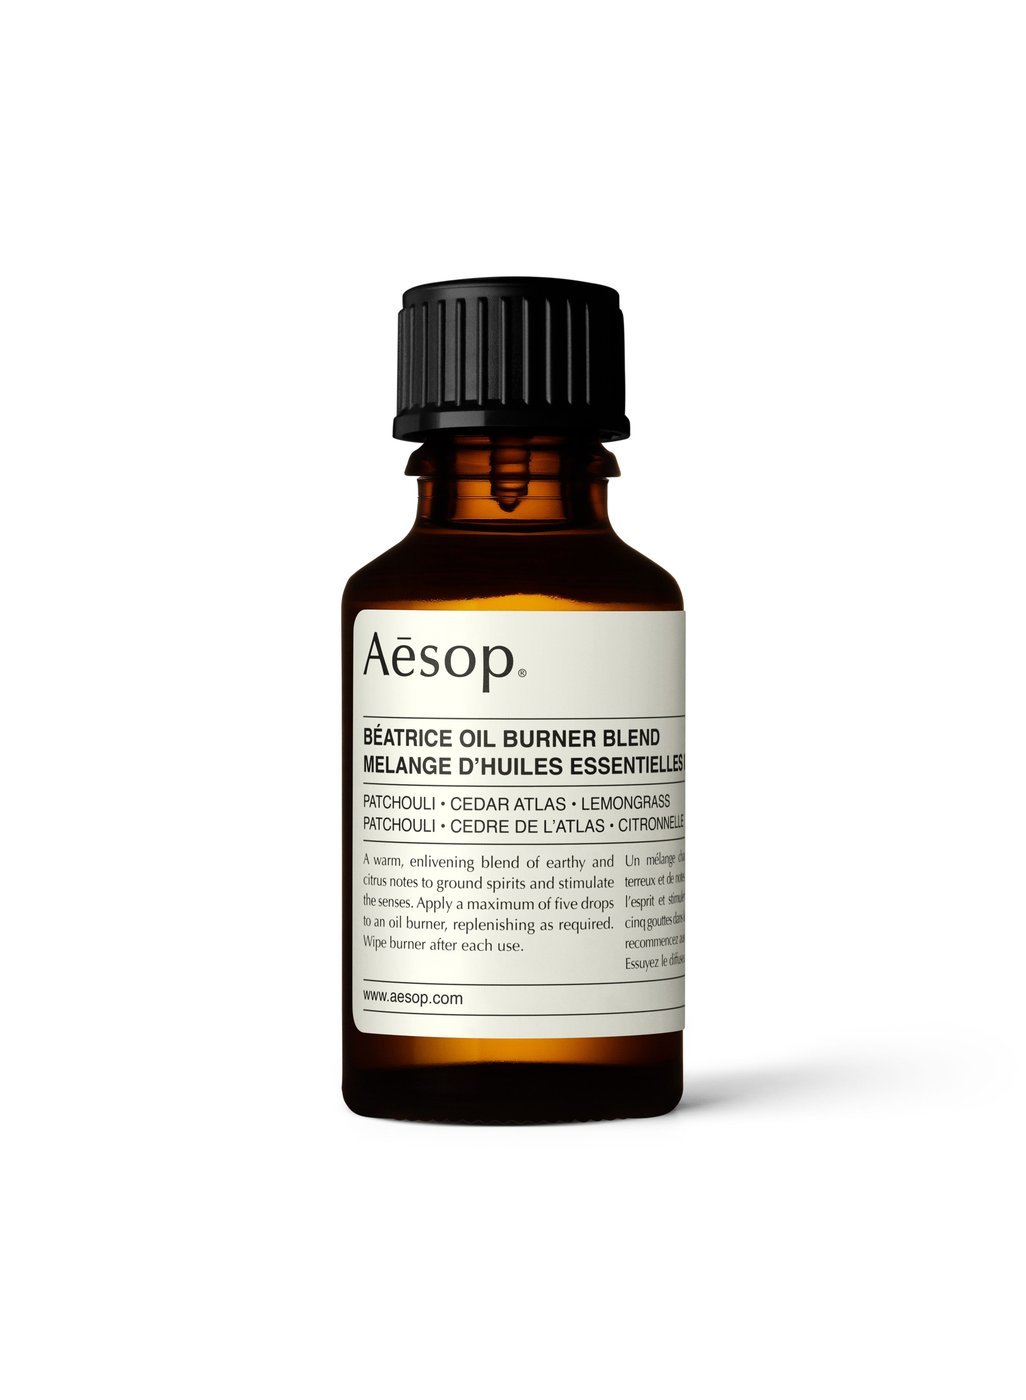 Aēsop®
BÉATRICE OIL BURNER BLEND
MELANGE D'HUILES ESSENTIELLES
PATCHOULI • CEDAR ATLAS • LEMONGRASS
PATCHOULI • CEDRE DE L'ATLAS • CITRONNELLE
A warm, enlivening blend of earthy and
citrus notes to ground spirits and stimulate
the senses. Apply a maximum of five drops
to an oil burner, replenishing as required.
Wipe burner after each use.
Un mélange
terreux et de
l'esprit et
cinq gouttes dans
recommencez
Essuyez le
www.aesop.com